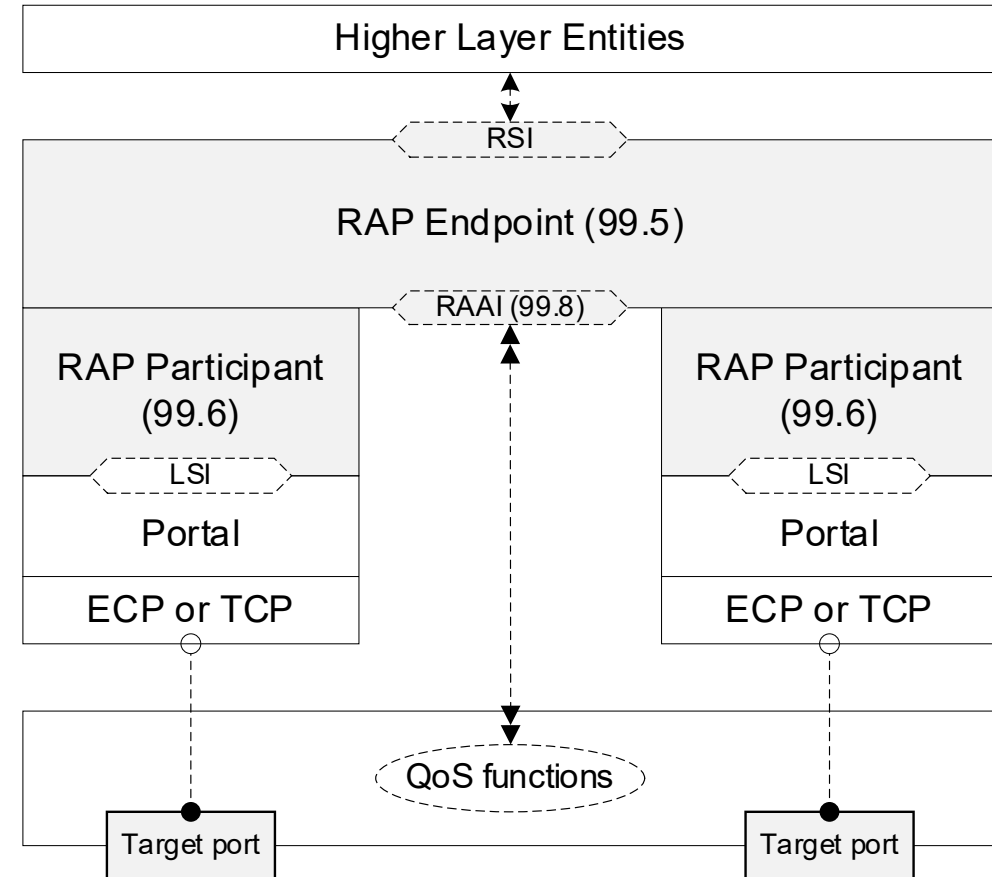 Higher Layer Entities
RSI
RAP Endpoint (99.5)
RAAI (99.8)
RAP Participant
(99.6)
LSI
Portal
ECP or TCP
RAP Participant
(99.6)
LSI
Portal
ECP or TCP
QoS functions
Target port
Target port